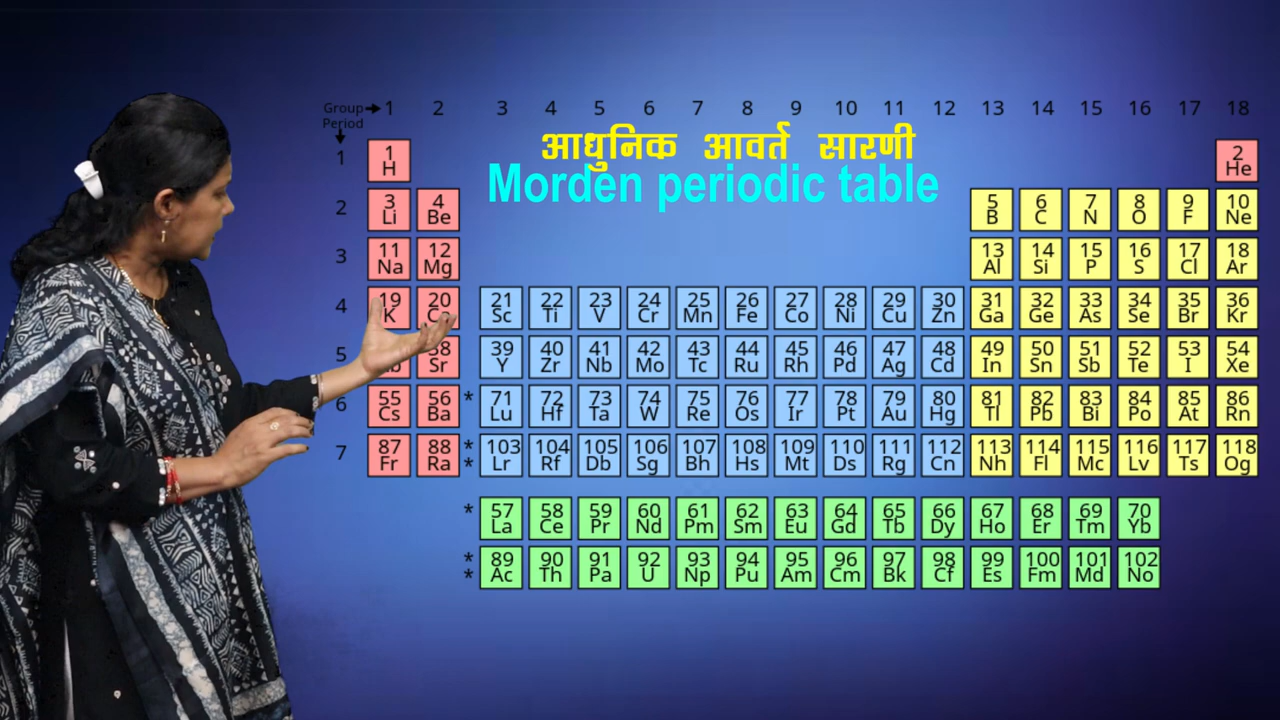 Group 1 2 3 4 5 6 7 8 9 10 11 12 13 14 15 16 17 18
Period
आधुनिक आवर्त सारणी
Morden periodic table
1 1 H 2 He
2 3 Li 4 Be 5 B 6 C 7 N 8 O 9 F 10 Ne
3 11 Na 12 Mg 13 Al 14 Si 15 P 16 S 17 Cl 18 Ar
4 19 K 20 21 Sc 22 Ti 23 V 24 Cr 25 Mn 26 Fe 27 Co 28 Ni 29 Cu 30 Zn 31 Ga 32 Ge 33 As 34 Se 35 Br 36 Kr
5 Sr 39 Y 40 Zr 41 Nb 42 Mo 43 Tc 44 Ru 45 Rh 46 Pd 47 Ag 48 Cd 49 In 50 Sn 51 Sb 52 Te 53 I 54 Xe
6 55 Cs 56 Ba * 71 Lu 72 Hf 73 Ta 74 W 75 Re 76 Os 77 Ir 78 Pt 79 Au 80 Hg 81 Tl 82 Pb 83 Bi 84 Po 85 At 86 Rn
7 87 Fr 88 Ra * * 103 Lr 104 Rf 105 Db 106 Sg 107 Bh 108 Hs 109 Mt 110 Ds 111 Rg 112 Cn 113 Nh 114 Fl 115 Mc 116 Lv 117 Ts 118 Og
* 57 La 58 Ce 59 Pr 60 Nd 61 Pm 62 Sm 63 Eu 64 Gd 65 Tb 66 Dy 67 Ho 68 Er 69 Tm 70 Yb
* * 89 Ac 90 Th 91 Pa 92 U 93 Np 94 Pu 95 Am 96 Cm 97 Bk 98 Cf 99 Es 100 Fm 101 Md 102 No